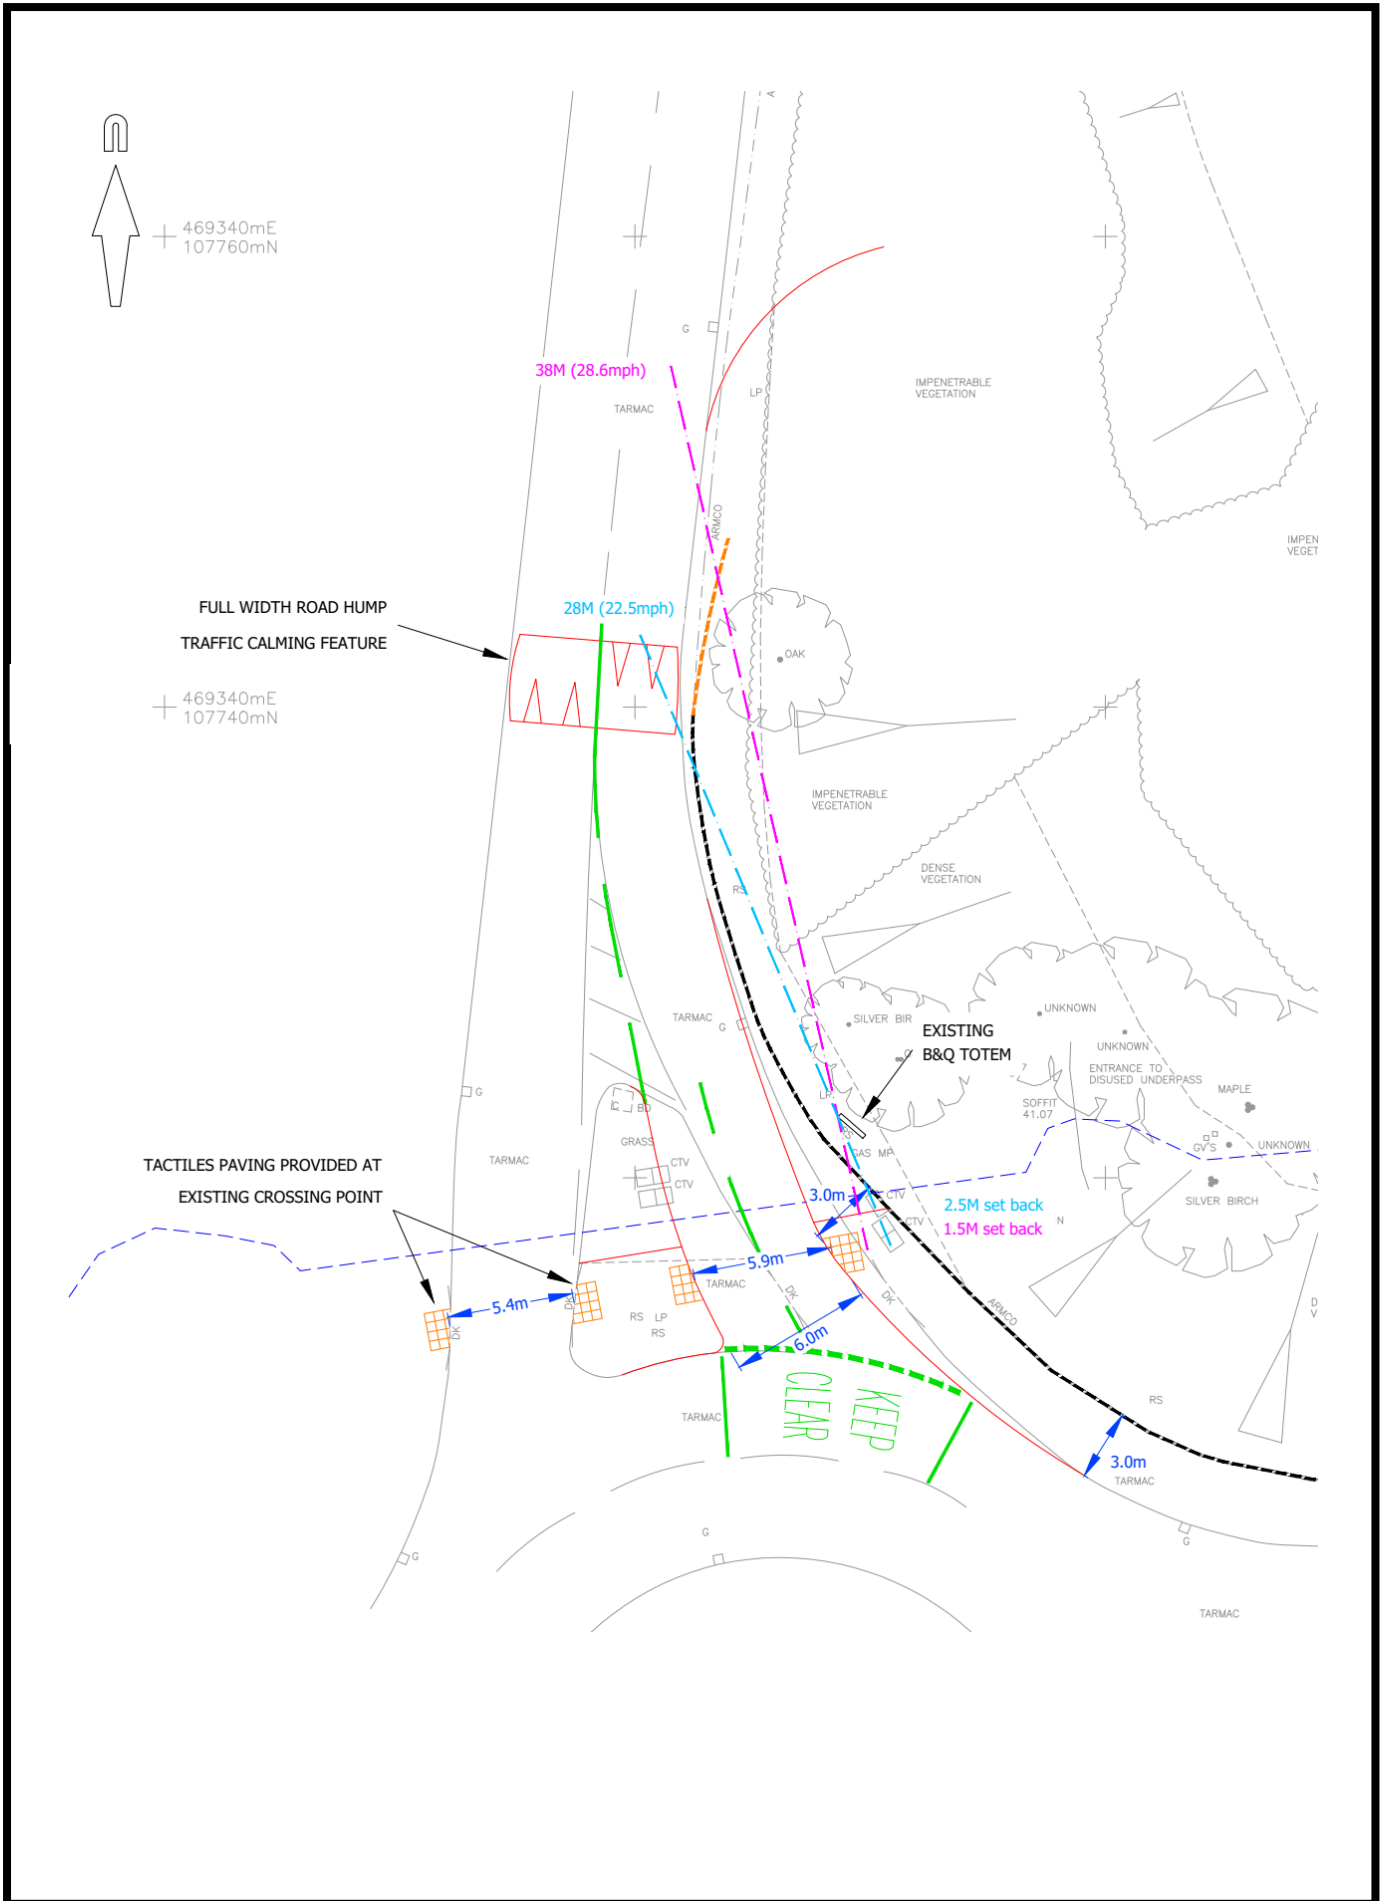 A
469340mE
107760mN
G
38M (28.6mph)
TARMAC
LP
IMPENETRABLE
VEGETATION
ARMCO
IMPEN
VEGET
FULL WIDTH ROAD HUMP
TRAFFIC CALMING FEATURE
28M (22.5mph)
OAK
469340mE
107740mN
IMPENETRABLE
VEGETATION
DENSE
VEGETATION
RS
TARMAC
G
SILVER BIR
EXISTING
B&Q TOTEM
UNKNOWN
UNKNOWN
ENTRANCE TO
DISUSED UNDERPASS
MAPLE
SOFFIT
41.07
G
IC
BD
LP
GRASS
GAS MP
GV'S
UNKNOWN
TARMAC
TACTILES PAVING PROVIDED AT
EXISTING CROSSING POINT
CTV
CTV
3.0m
CTV
CTV
SILVER BIRCH
2.5M set back
1.5M set back
N
5.9m
TARMAC
DK
DK
5.4m
DK
DK
RS LP
RS
6.0m
ARMCO
D
V
KEEP
CLEAR
TARMAC
RS
3.0m
TARMAC
G
G
G
TARMAC